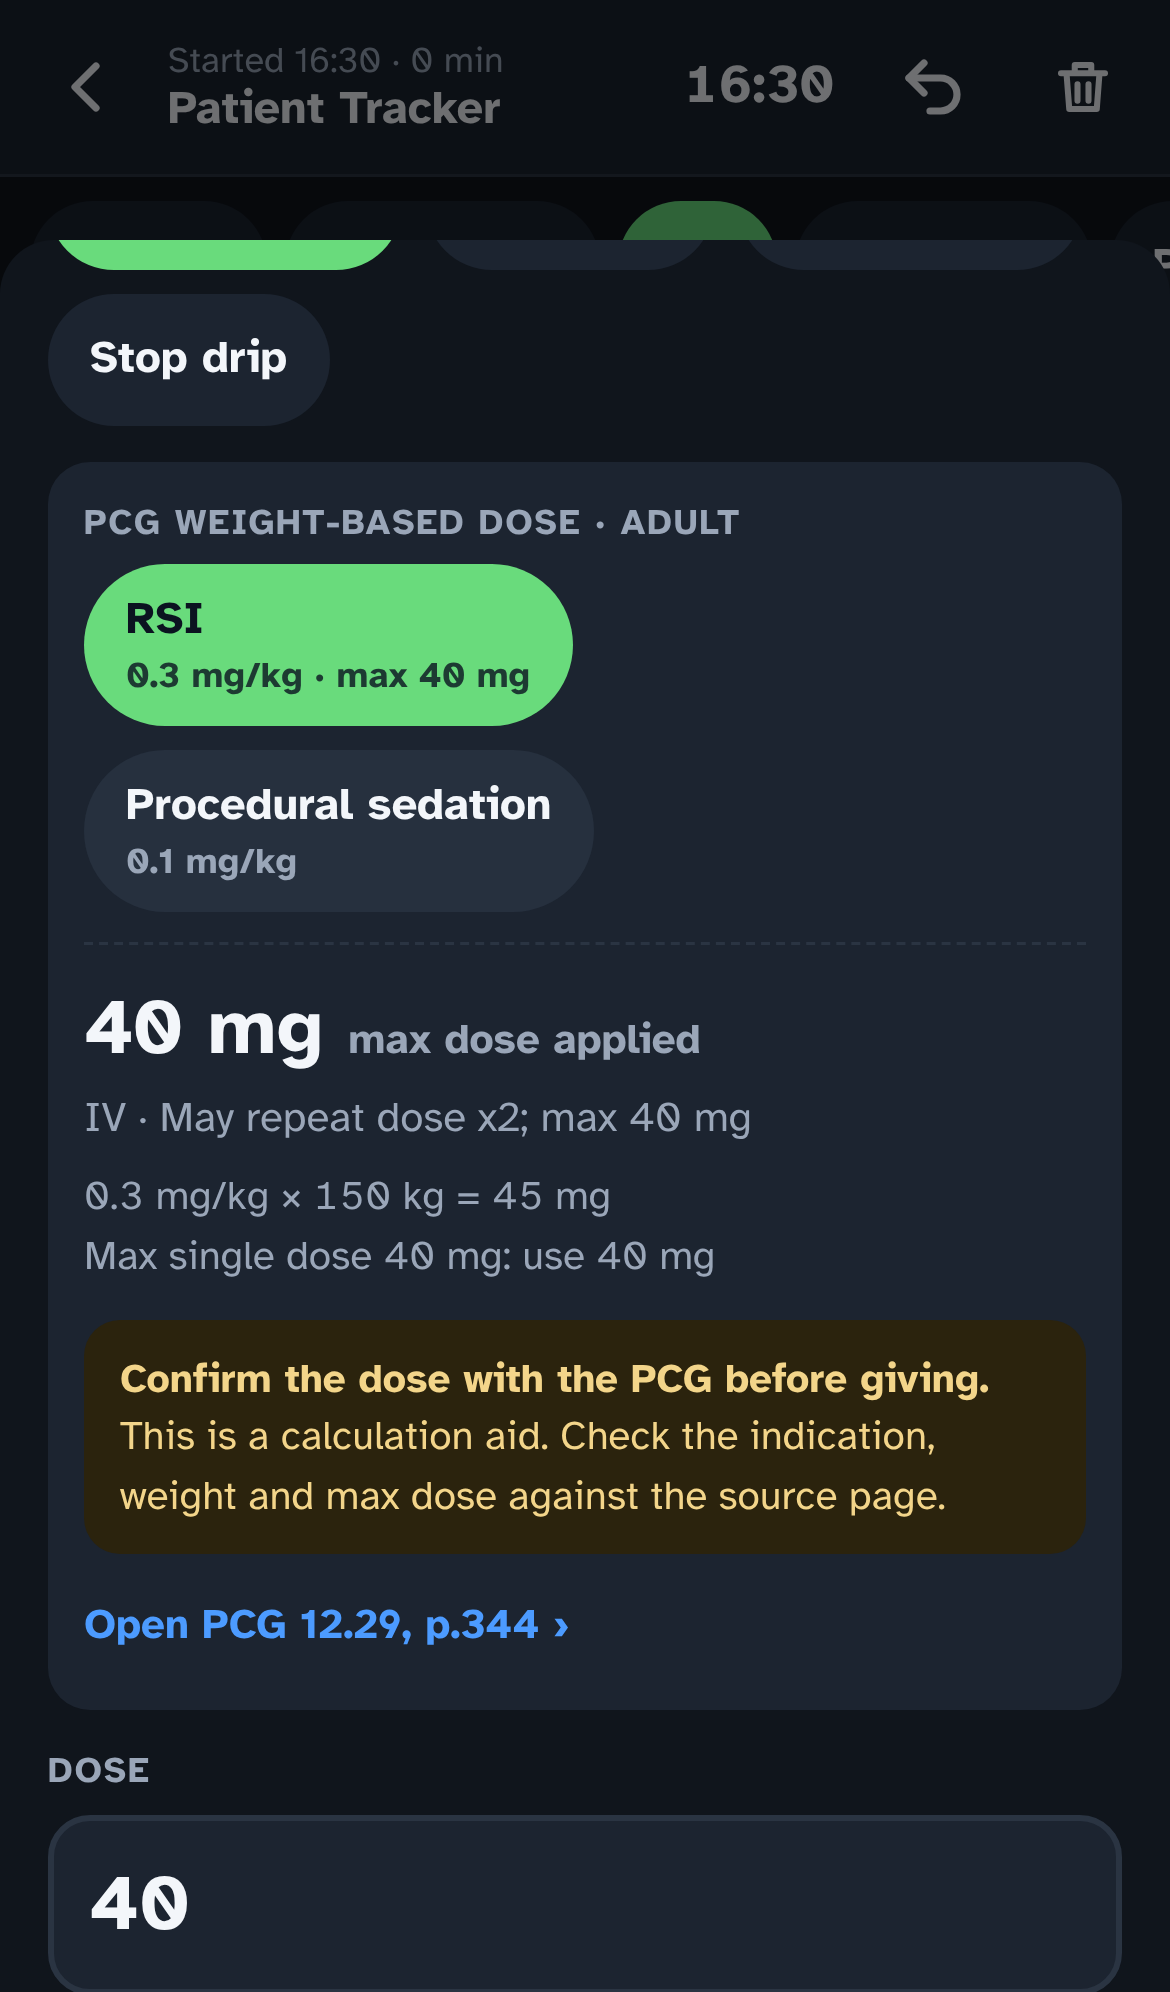 Started 16:30 · 0 min
Patient Tracker
16:30
Stop drip
PCG WEIGHT-BASED DOSE · ADULT
RSI
0.3 mg/kg · max 40 mg
Procedural sedation
0.1 mg/kg
40 mg max dose applied
IV · May repeat dose x2; max 40 mg
0.3 mg/kg × 150 kg = 45 mg
Max single dose 40 mg: use 40 mg
Confirm the dose with the PCG before giving.
This is a calculation aid. Check the indication,
weight and max dose against the source page.
Open PCG 12.29, p.344 ›
DOSE
40